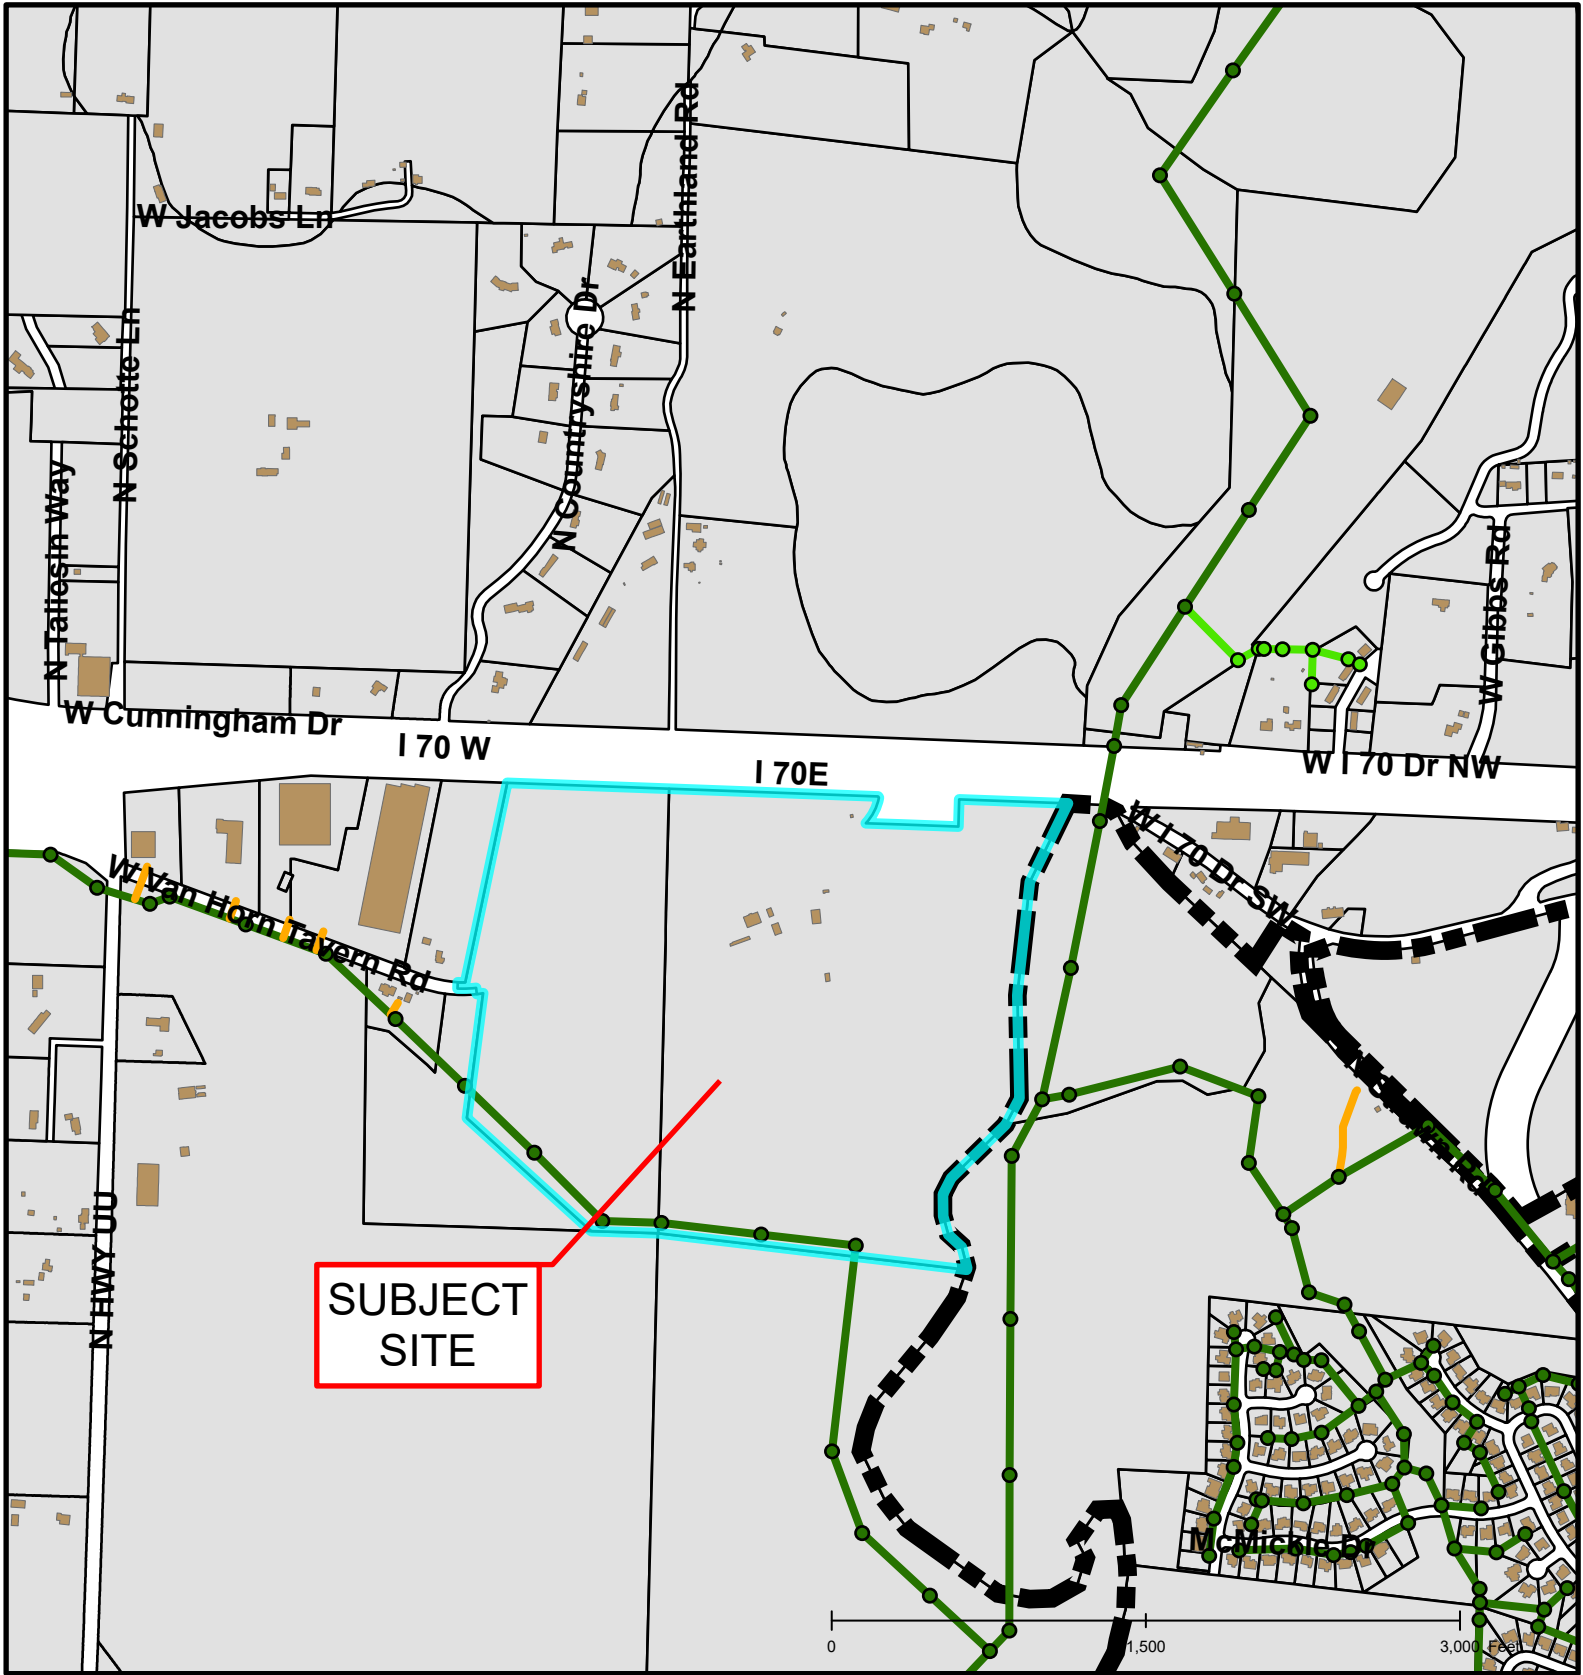 W Jacobs Ln
N Earthland Rd
N Countryshire Dr
N Schotte Ln
N Taliesin Way
W Gibbs Rd
W Cunningham Dr
I 70 W
I 70E
W I 70 Dr NW
W I 70 Dr SW
W Van Horn Tavern Rd
N HWY UU
SUBJECT
SITE
McMickle Dr
0 1,500 3,000 Feet